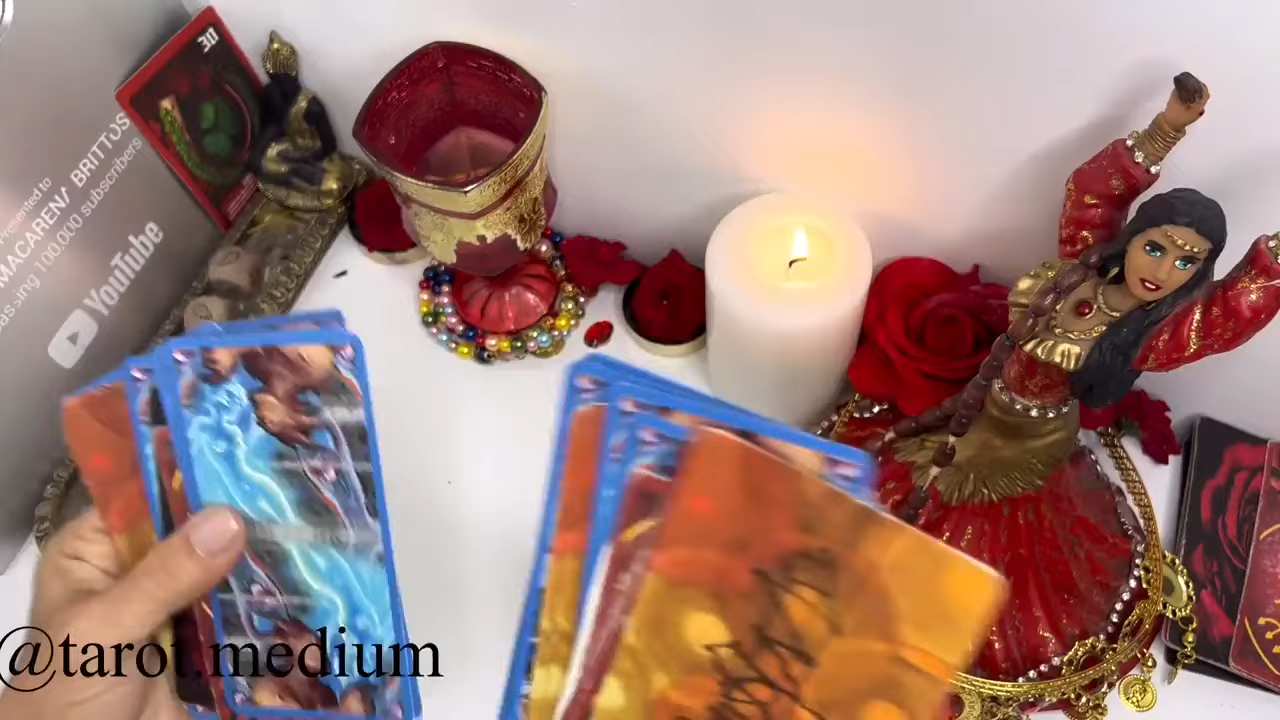 30
Presented to
MACARENA BRITTOS
passing 100,000 subscribers
YouTube
@tarot.medium